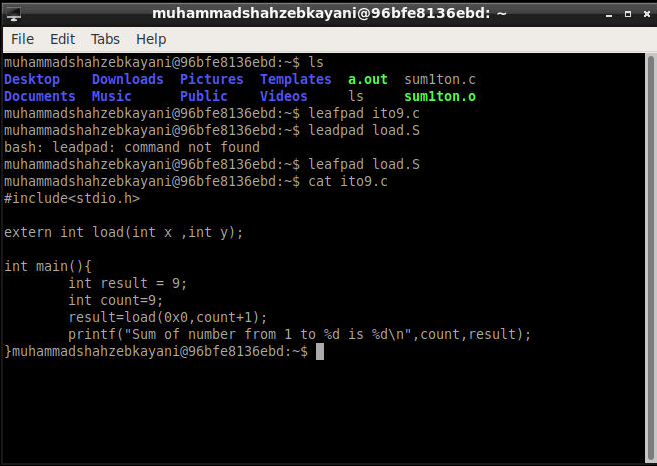 muhammadshahzebkayani@96bfe8136ebd: ~
File Edit Tabs Help
muhammadshahzebkayani@96bfe8136ebd:~$ ls
Desktop    Downloads  Pictures  Templates  a.out  sum1ton.c
Documents  Music      Public    Videos     ls     sum1ton.o
muhammadshahzebkayani@96bfe8136ebd:~$ leafpad ito9.c
muhammadshahzebkayani@96bfe8136ebd:~$ leadpad load.S
bash: leadpad: command not found
muhammadshahzebkayani@96bfe8136ebd:~$ leafpad load.S
muhammadshahzebkayani@96bfe8136ebd:~$ cat ito9.c
#include<stdio.h>

extern int load(int x ,int y);

int main(){
        int result = 9;
        int count=9;
        result=load(0x0,count+1);
        printf("Sum of number from 1 to %d is %d\n",count,result);
}muhammadshahzebkayani@96bfe8136ebd:~$